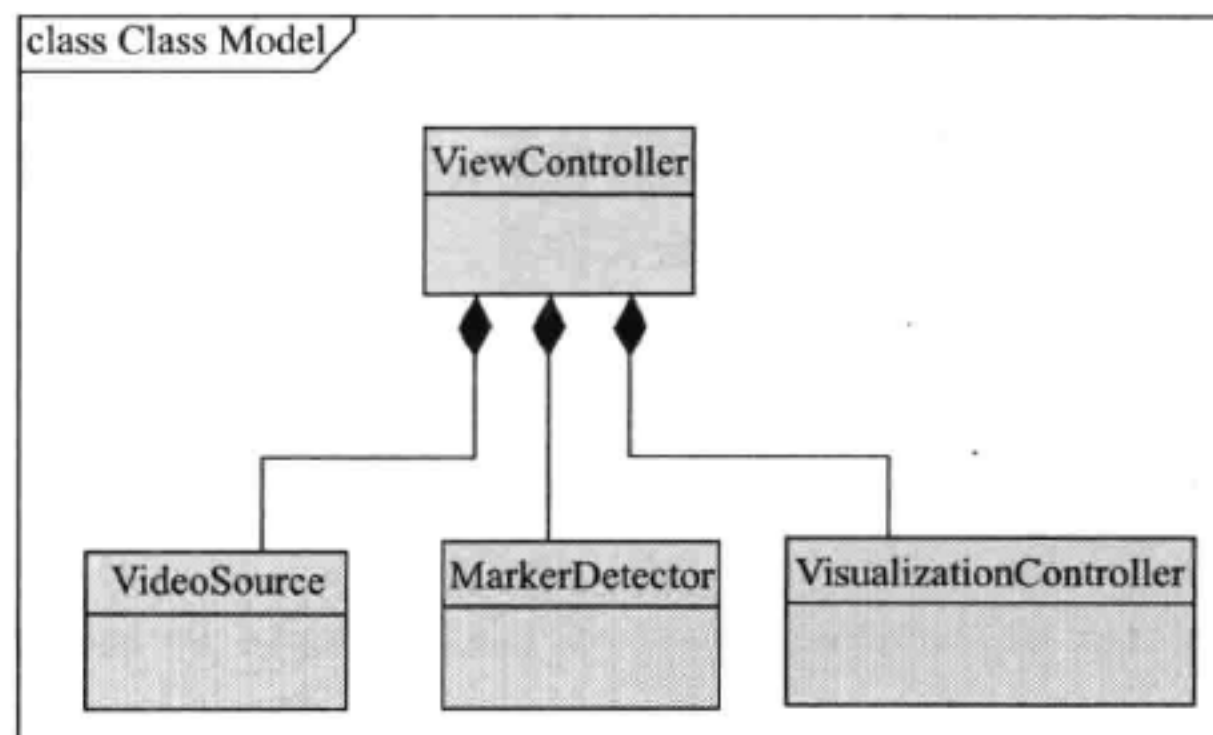 class Class Model
ViewController
VideoSource
MarkerDetector
VisualizationController